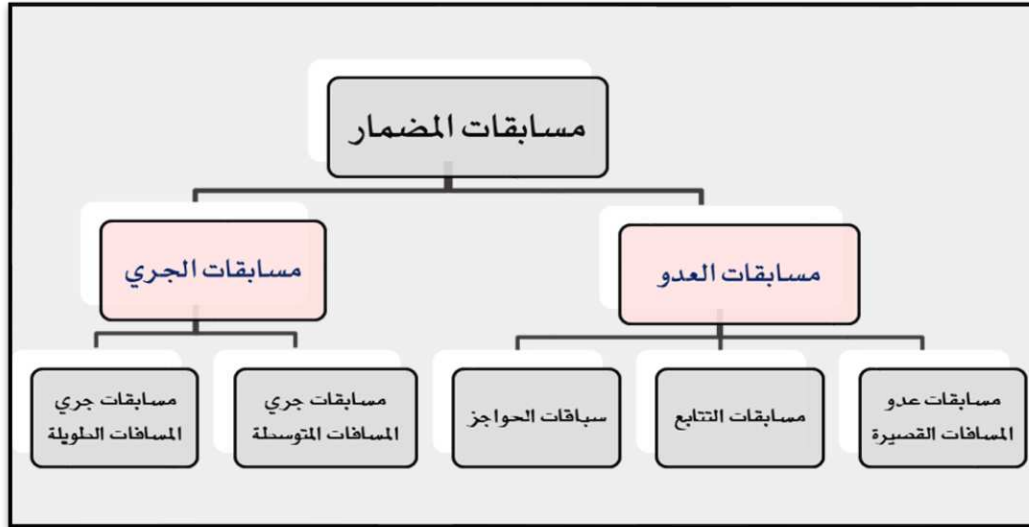 مسابقات المضمار
مسابقات العدو
مسابقات الجري
مسابقات عدو
المسافات القصيرة
مسابقات التتابع
سباقات الحواجز
مسابقات جري
المسافات المتوسطة
مسابقات جري
المسافات الطويلة